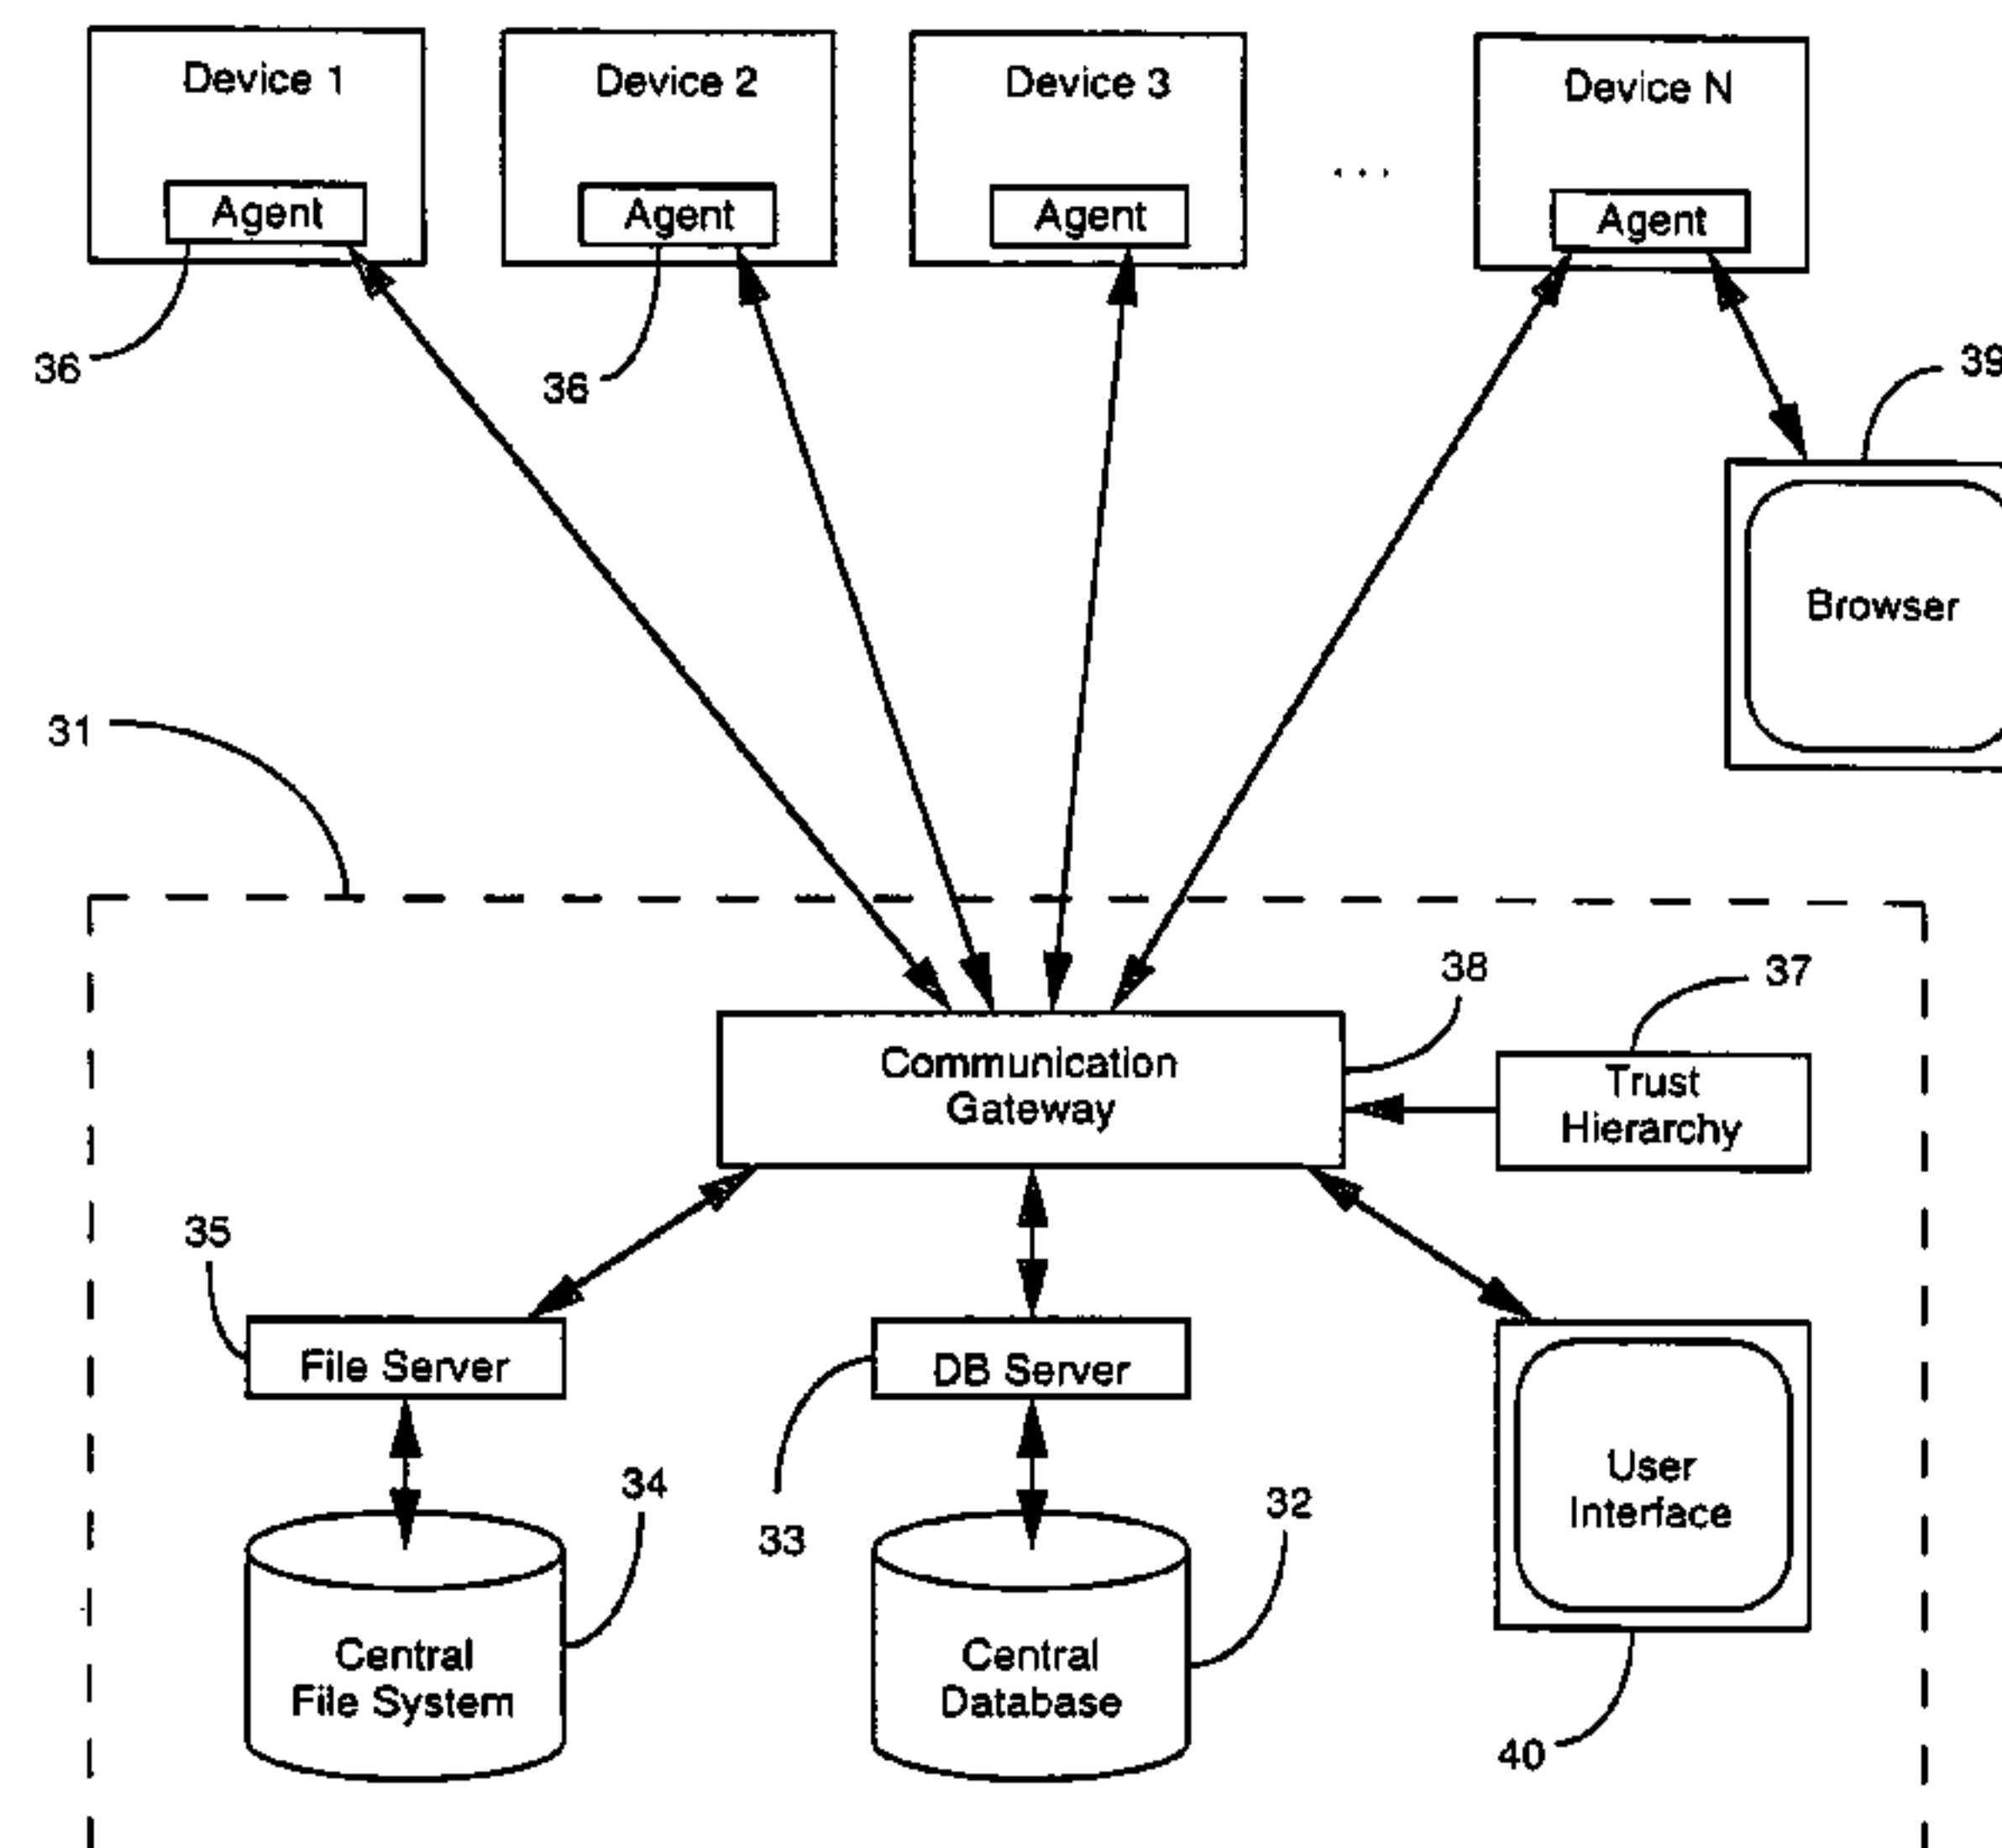 Device 1
Device 2
Device 3
Device N
Agent
Agent
Agent
Agent
. . .
36
36
39
Browser
31
38
37
Communication
Gateway
Trust
Hierarchy
35
File Server
DB Server
33
34
32
User
Interface
Central
File System
Central
Database
40